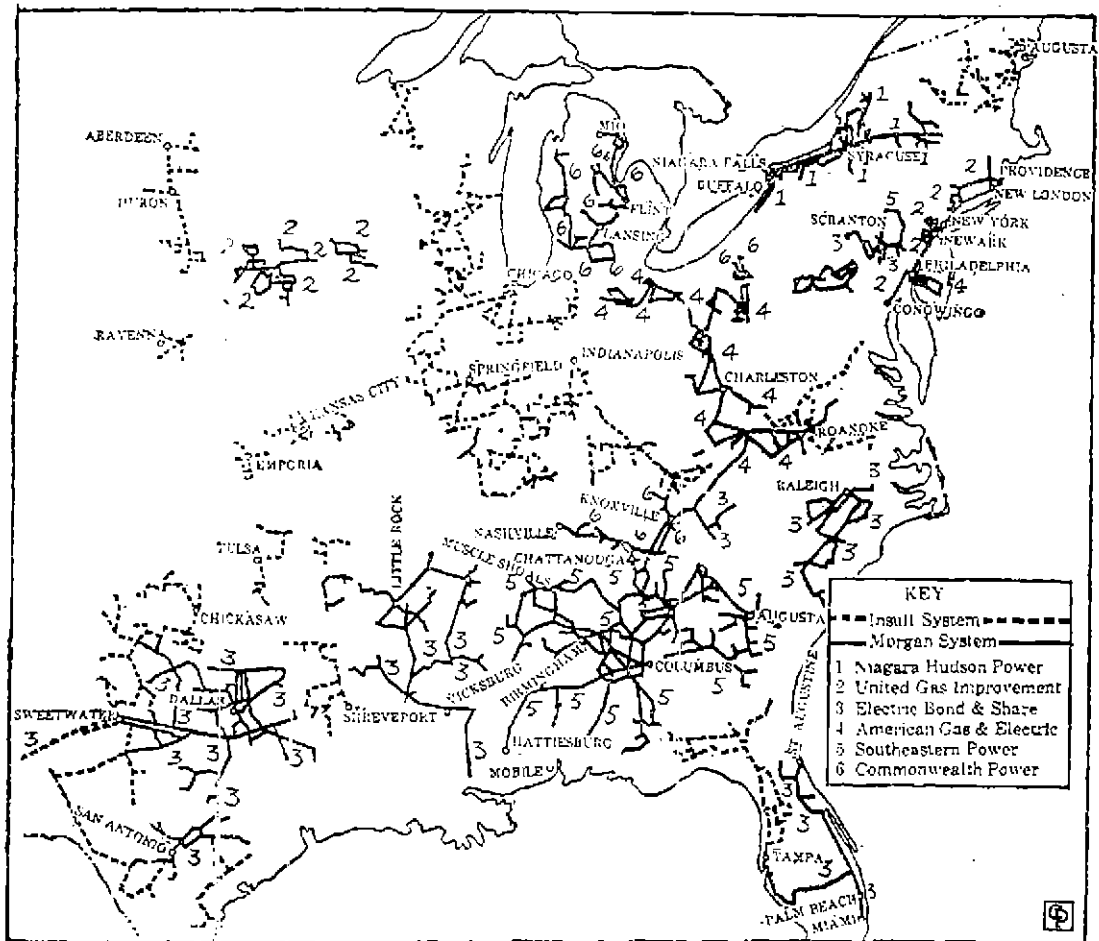 AUGUSTA
ABERDEEN
MIO
NIAGARA FALLS
SYRACUSE
BUFFALO
PROVIDENCE
NEW LONDON
HURON
FLINT
SCRANTON
NEW YORK
NEWARK
LANSING
PHILADELPHIA
CHICAGO
CONOWINGO
RAVENNA
INDIANAPOLIS
SPRINGFIELD
CHARLESTON
KANSAS CITY
ROANOKE
EMPORIA
RALEIGH
KNOXVILLE
LITTLE ROCK
NASHVILLE
TULSA
MUSCLE SHOALS
CHATTANOUGA
CHICKASAW
AUGUSTA
COLUMBUS
VICKSBURG
BIRMINGHAM
DALLAS
SWEETWATER
SHREVEPORT
ST AUGUSTINE
HATTIESBURG
MOBILE
SAN ANTONIO
TAMPA
PALM BEACH
MIAMI
KEY
Insull System
Morgan System
1 Niagara Hudson Power
2 United Gas Improvement
3 Electric Bond & Share
4 American Gas & Electric
5 Southeastern Power
6 Commonwealth Power